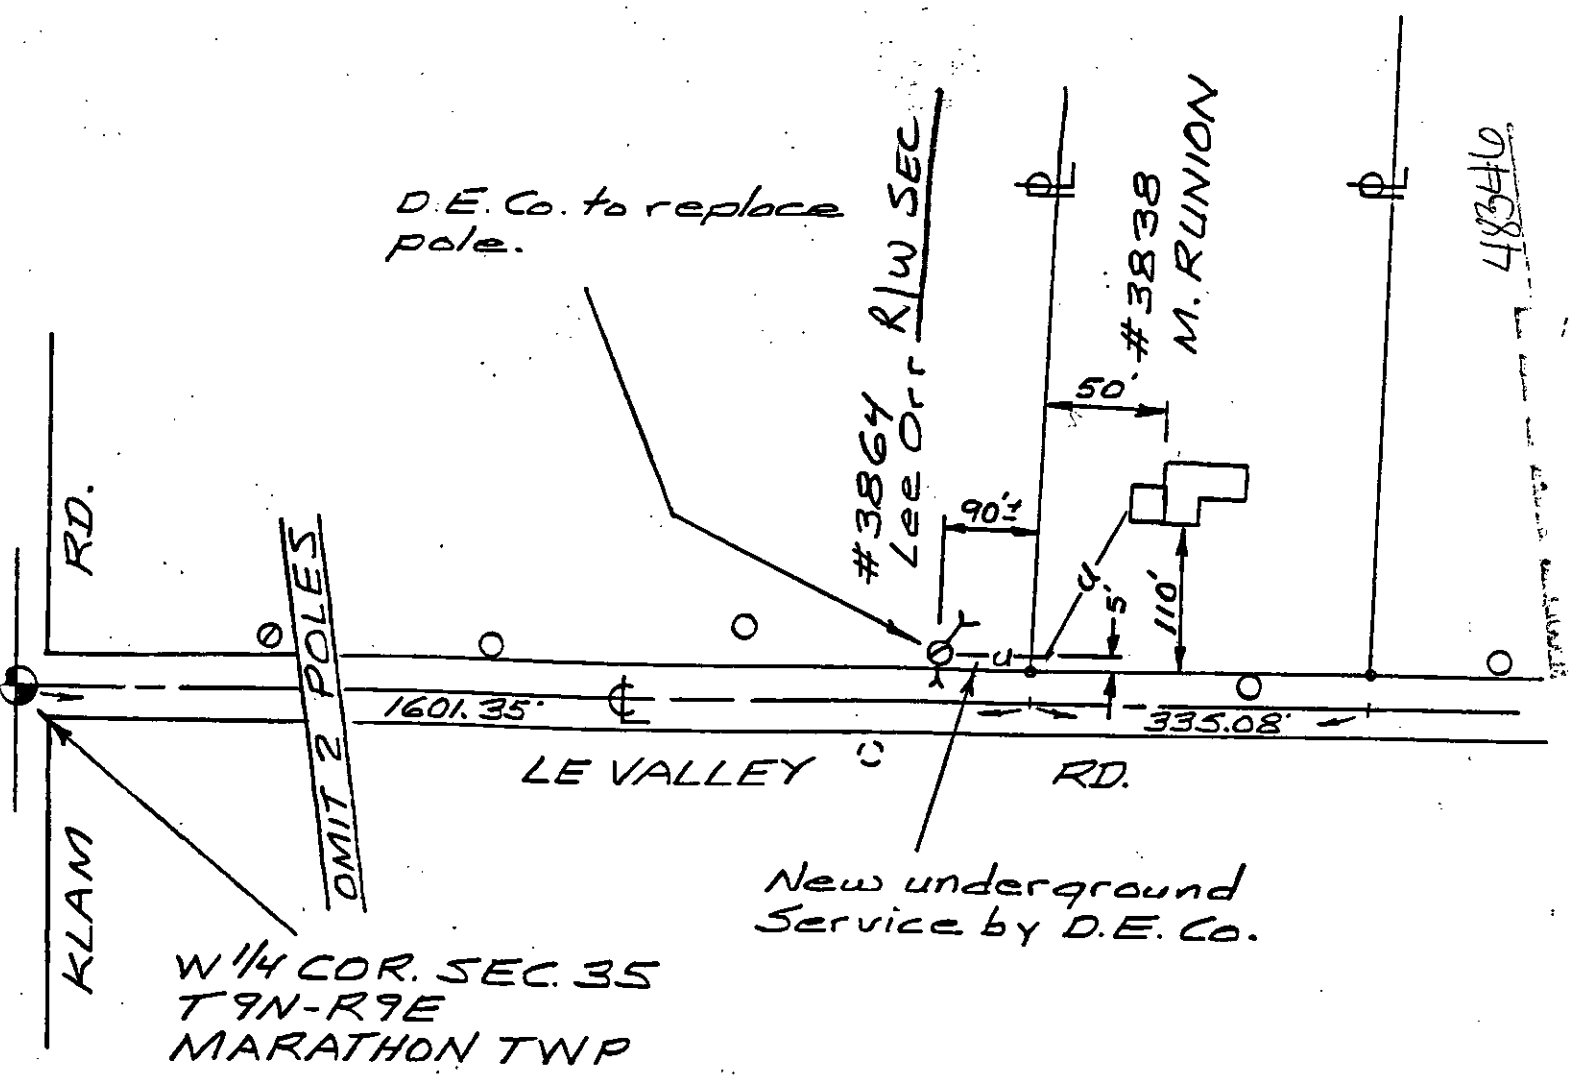 D.E. Co. to replace
pole.
#3864
Lee Orr R/W SEC
#3838
M. RUNION
48346
50'
90'±
5'
110'
u
u
RD.
KLAM
OMIT 2 POLES
1601.35'
335.08'
LE VALLEY RD.
New underground
Service by D.E. Co.
W 1/4 COR. SEC. 35
T9N-R9E
MARATHON TWP